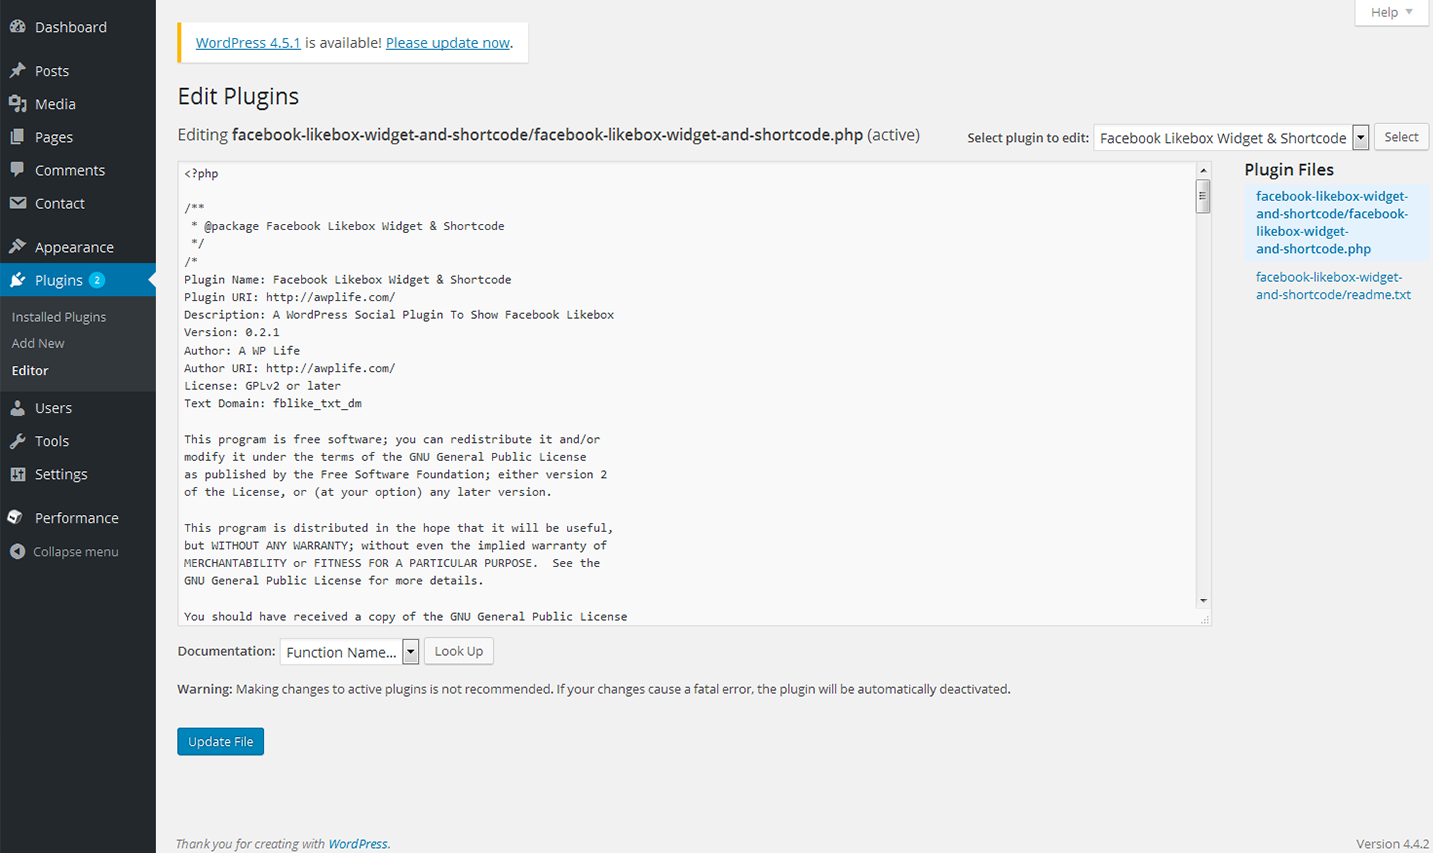 Dashboard
Posts
Media
Pages
Comments
Contact
Appearance
Plugins 2
Installed Plugins
Add New
Editor
Users
Tools
Settings
Performance
Collapse menu
Help
WordPress 4.5.1 is available! Please update now.
Edit Plugins
Editing facebook-likebox-widget-and-shortcode/facebook-likebox-widget-and-shortcode.php (active)
Select plugin to edit: Facebook Likebox Widget & Shortcode Select
<?php
/**
* @package Facebook Likebox Widget & Shortcode
*/
/*
Plugin Name: Facebook Likebox Widget & Shortcode
Plugin URI: http://awplife.com/
Description: A WordPress Social Plugin To Show Facebook Likebox
Version: 0.2.1
Author: A WP Life
Author URI: http://awplife.com/
License: GPLv2 or later
Text Domain: fblike_txt_dm
This program is free software; you can redistribute it and/or
modify it under the terms of the GNU General Public License
as published by the Free Software Foundation; either version 2
of the License, or (at your option) any later version.
This program is distributed in the hope that it will be useful,
but WITHOUT ANY WARRANTY; without even the implied warranty of
MERCHANTABILITY or FITNESS FOR A PARTICULAR PURPOSE.  See the
GNU General Public License for more details.
You should have received a copy of the GNU General Public License
Plugin Files
facebook-likebox-widget-
and-shortcode/facebook-
likebox-widget-
and-shortcode.php
facebook-likebox-widget-
and-shortcode/readme.txt
Documentation: Function Name... Look Up
Warning: Making changes to active plugins is not recommended. If your changes cause a fatal error, the plugin will be automatically deactivated.
Update File
Thank you for creating with WordPress.
Version 4.4.2